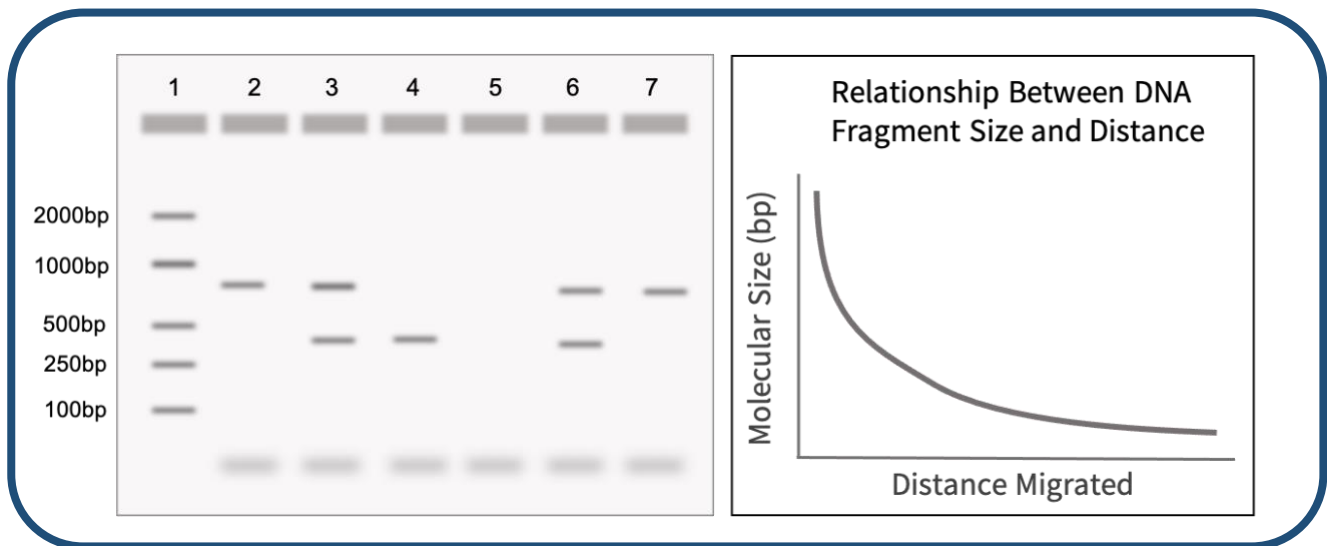 1 2 3 4 5 6 7
2000bp
1000bp
500bp
250bp
100bp
Relationship Between DNA
Fragment Size and Distance
Molecular Size (bp)
Distance Migrated